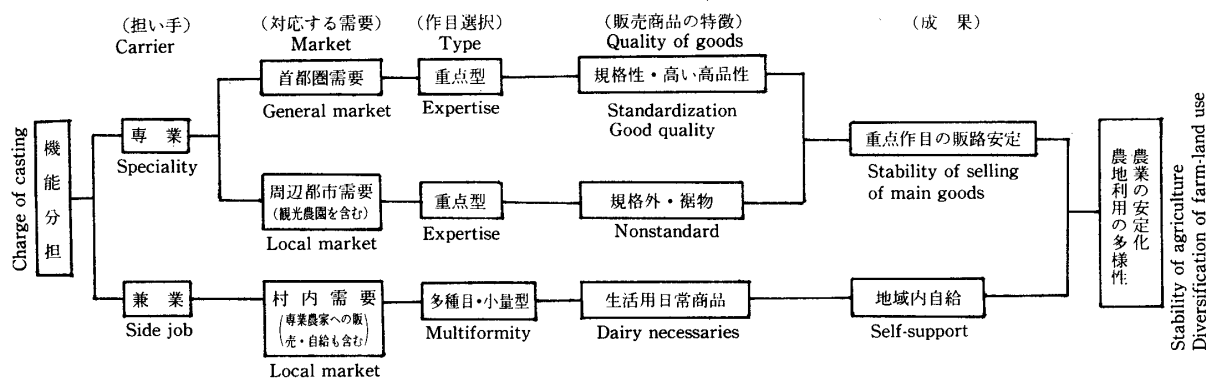 （担い手）
Carrier
（対応する需要）
Market
（作目選択）
Type
（販売商品の特徴）
Quality of goods
（成　果）
Charge of casting
機能分担
専　業
Speciality
首都圏需要
General market
重点型
Expertise
規格性・高い高品性
Standardization
Good quality
周辺都市需要
（観光農園を含む）
Local market
重点型
Expertise
規格外・裾物
Nonstandard
重点作目の販路安定
Stability of selling
of main goods
兼　業
Side job
村内需要
（専業農家への販
売・自給も含む）
Local market
多種目・小量型
Multiformity
生活用日常商品
Dairy necessaries
地域内自給
Self-support
農業の安定化
農地利用の多様性
Stability of agriculture
Diversification of farm-land use